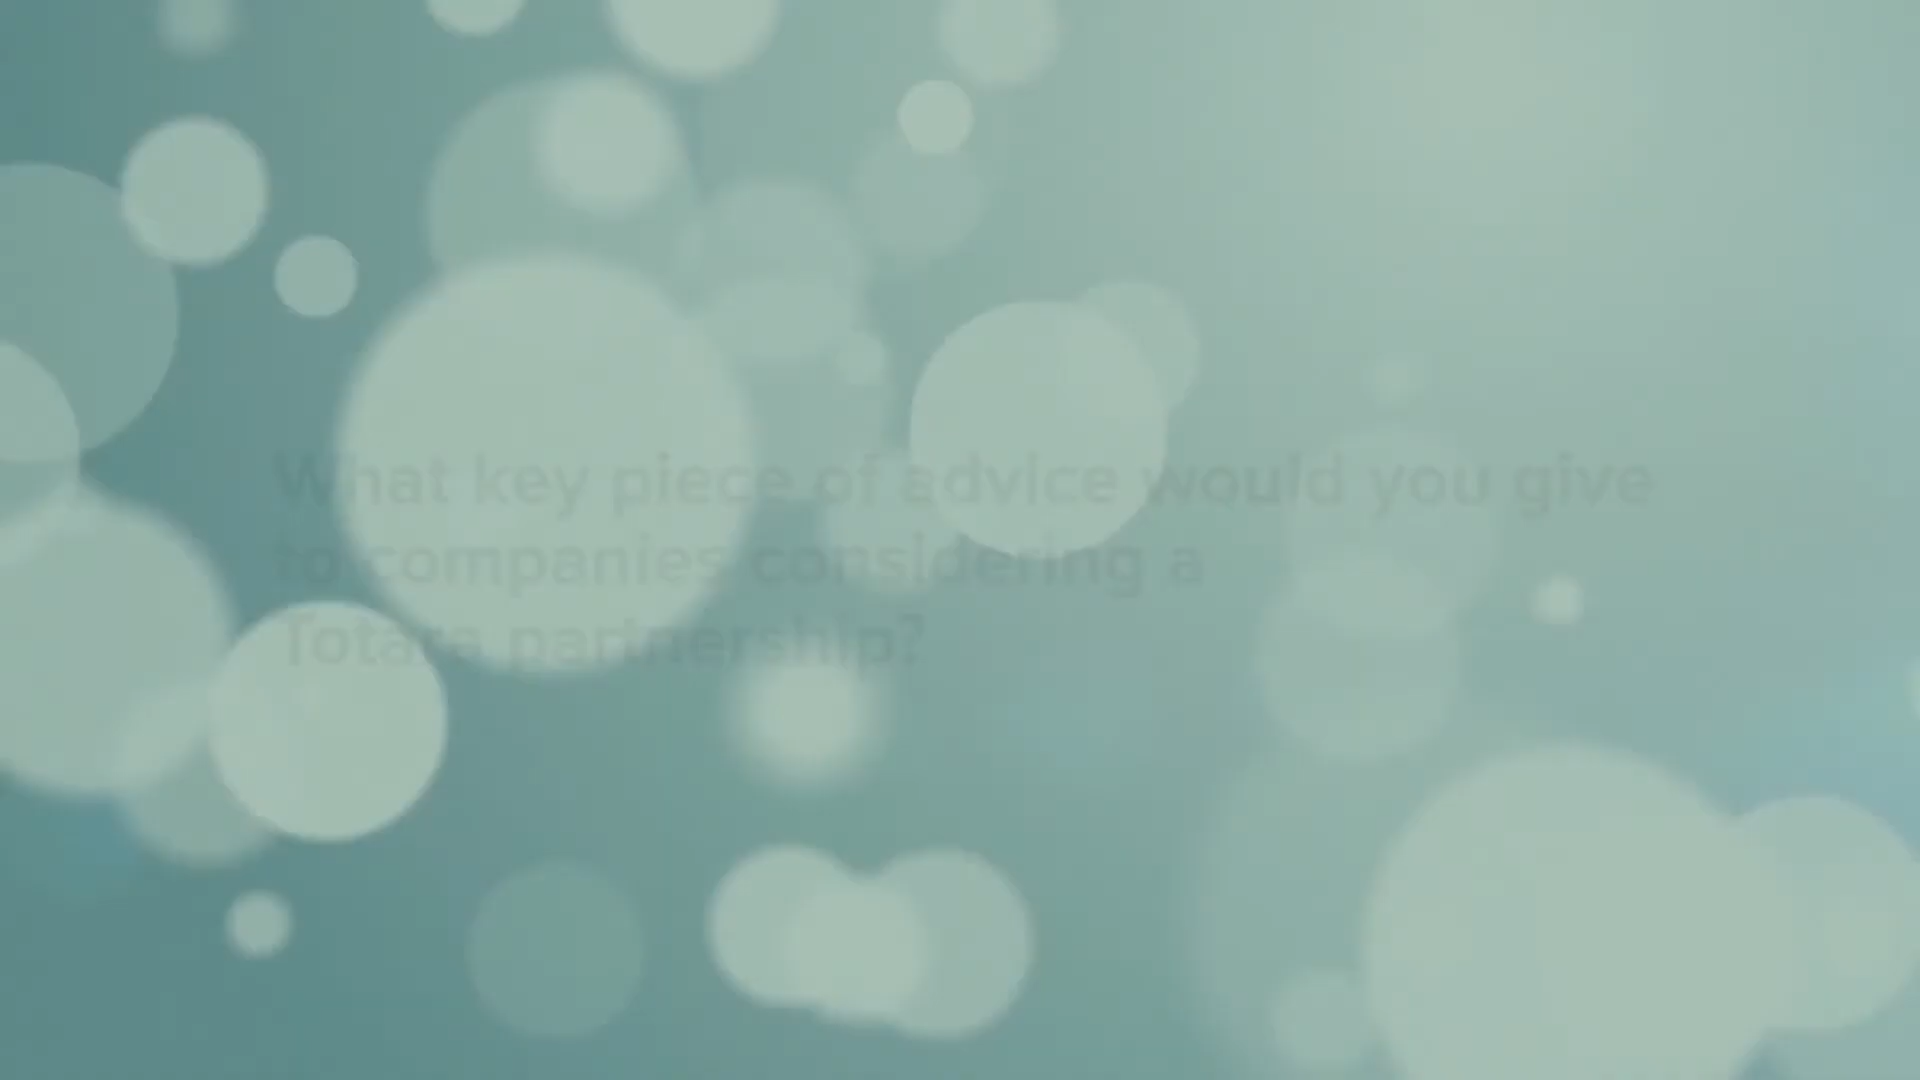 What key piece of advice would you give
to companies considering a
Totara partnership?